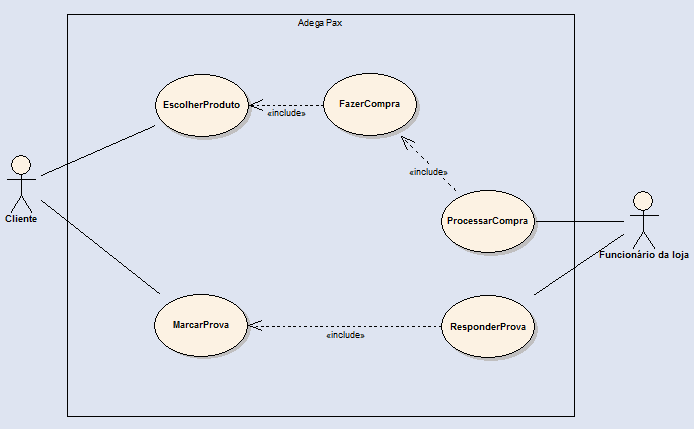 Adega Pax
EscolherProduto
FazerCompra
«include»
«include»
Cliente
ProcessarCompra
Funcionário da loja
MarcarProva
ResponderProva
«include»